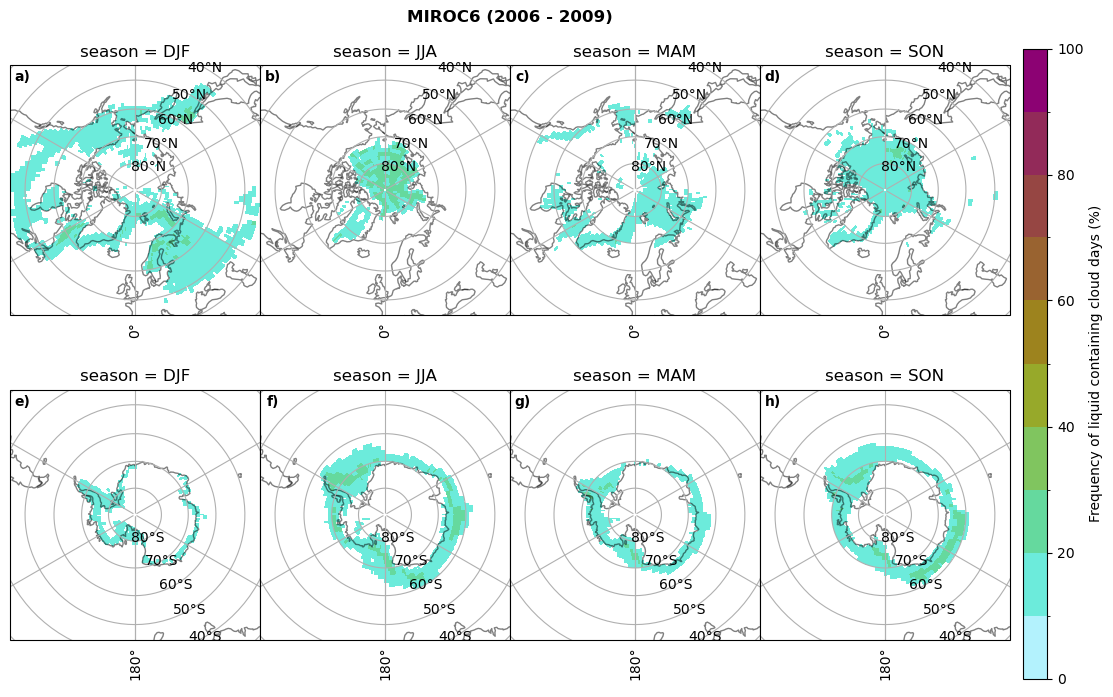 MIROC6 (2006 - 2009)
season = DJF
season = JJA
season = MAM
season = SON
a)
b)
c)
d)
40°N
50°N
60°N
70°N
80°N
40°N
50°N
60°N
70°N
80°N
40°N
50°N
60°N
70°N
80°N
40°N
50°N
60°N
70°N
80°N
0°
0°
0°
0°
season = DJF
season = JJA
season = MAM
season = SON
e)
f)
g)
h)
80°S
70°S
60°S
50°S
40°S
80°S
70°S
60°S
50°S
40°S
80°S
70°S
60°S
50°S
40°S
80°S
70°S
60°S
50°S
40°S
180°
180°
180°
180°
100
80
60
40
20
0
Frequency of liquid containing cloud days (%)